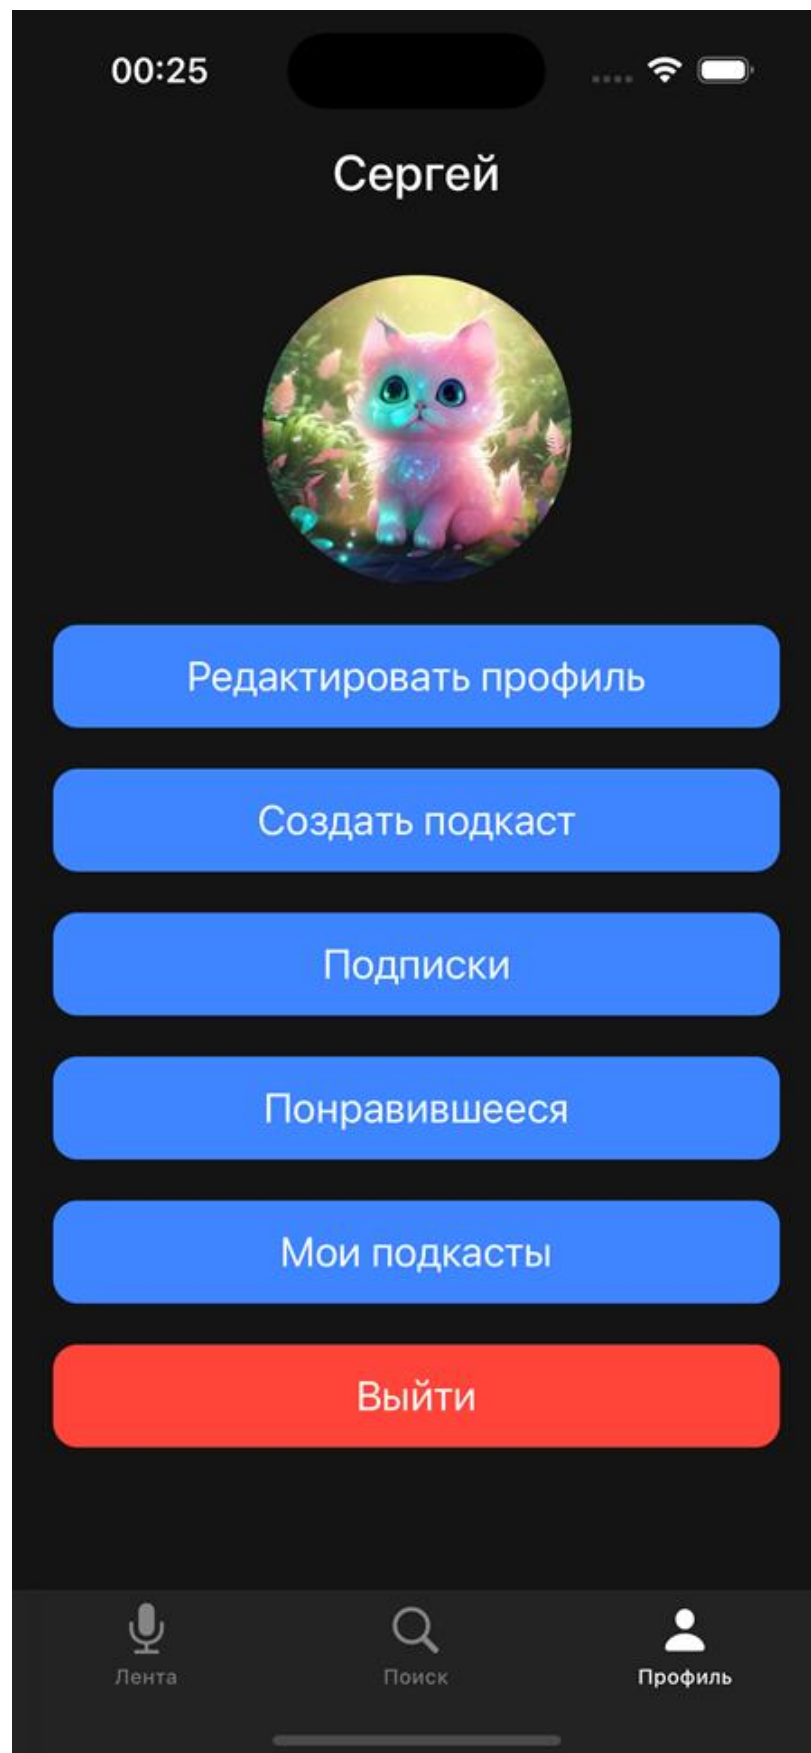 00:25
Сергей
Редактировать профиль
Создать подкаст
Подписки
Понравившееся
Мои подкасты
Выйти
Лента
Поиск
Профиль